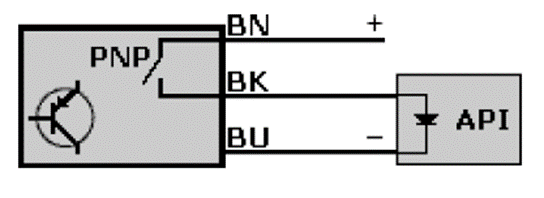 BN +
PNP
BK
API
BU −